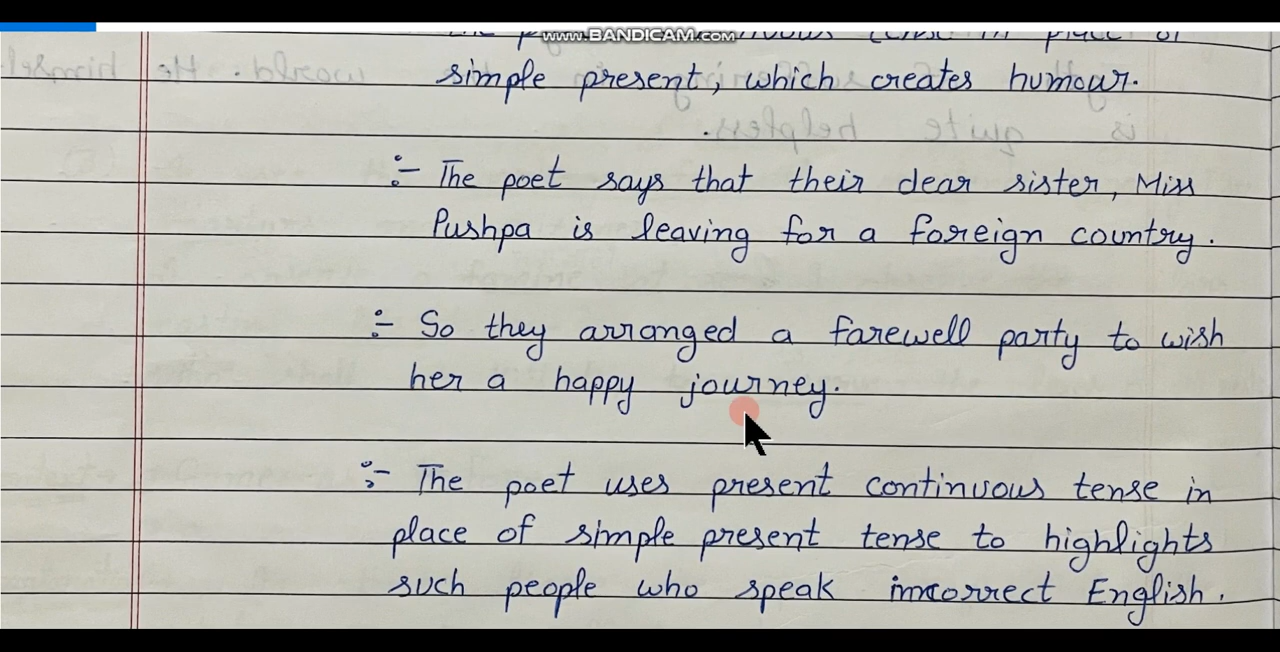 www.BANDICAM.com
simple present, which creates humour.
:- The poet says that their dear sister, Miss
Pushpa is leaving for a foreign country.
:- So they arranged a farewell party to wish
her a happy journey.
:- The poet uses present continuous tense in
place of simple present tense to highlights
such people who speak incorrect English.